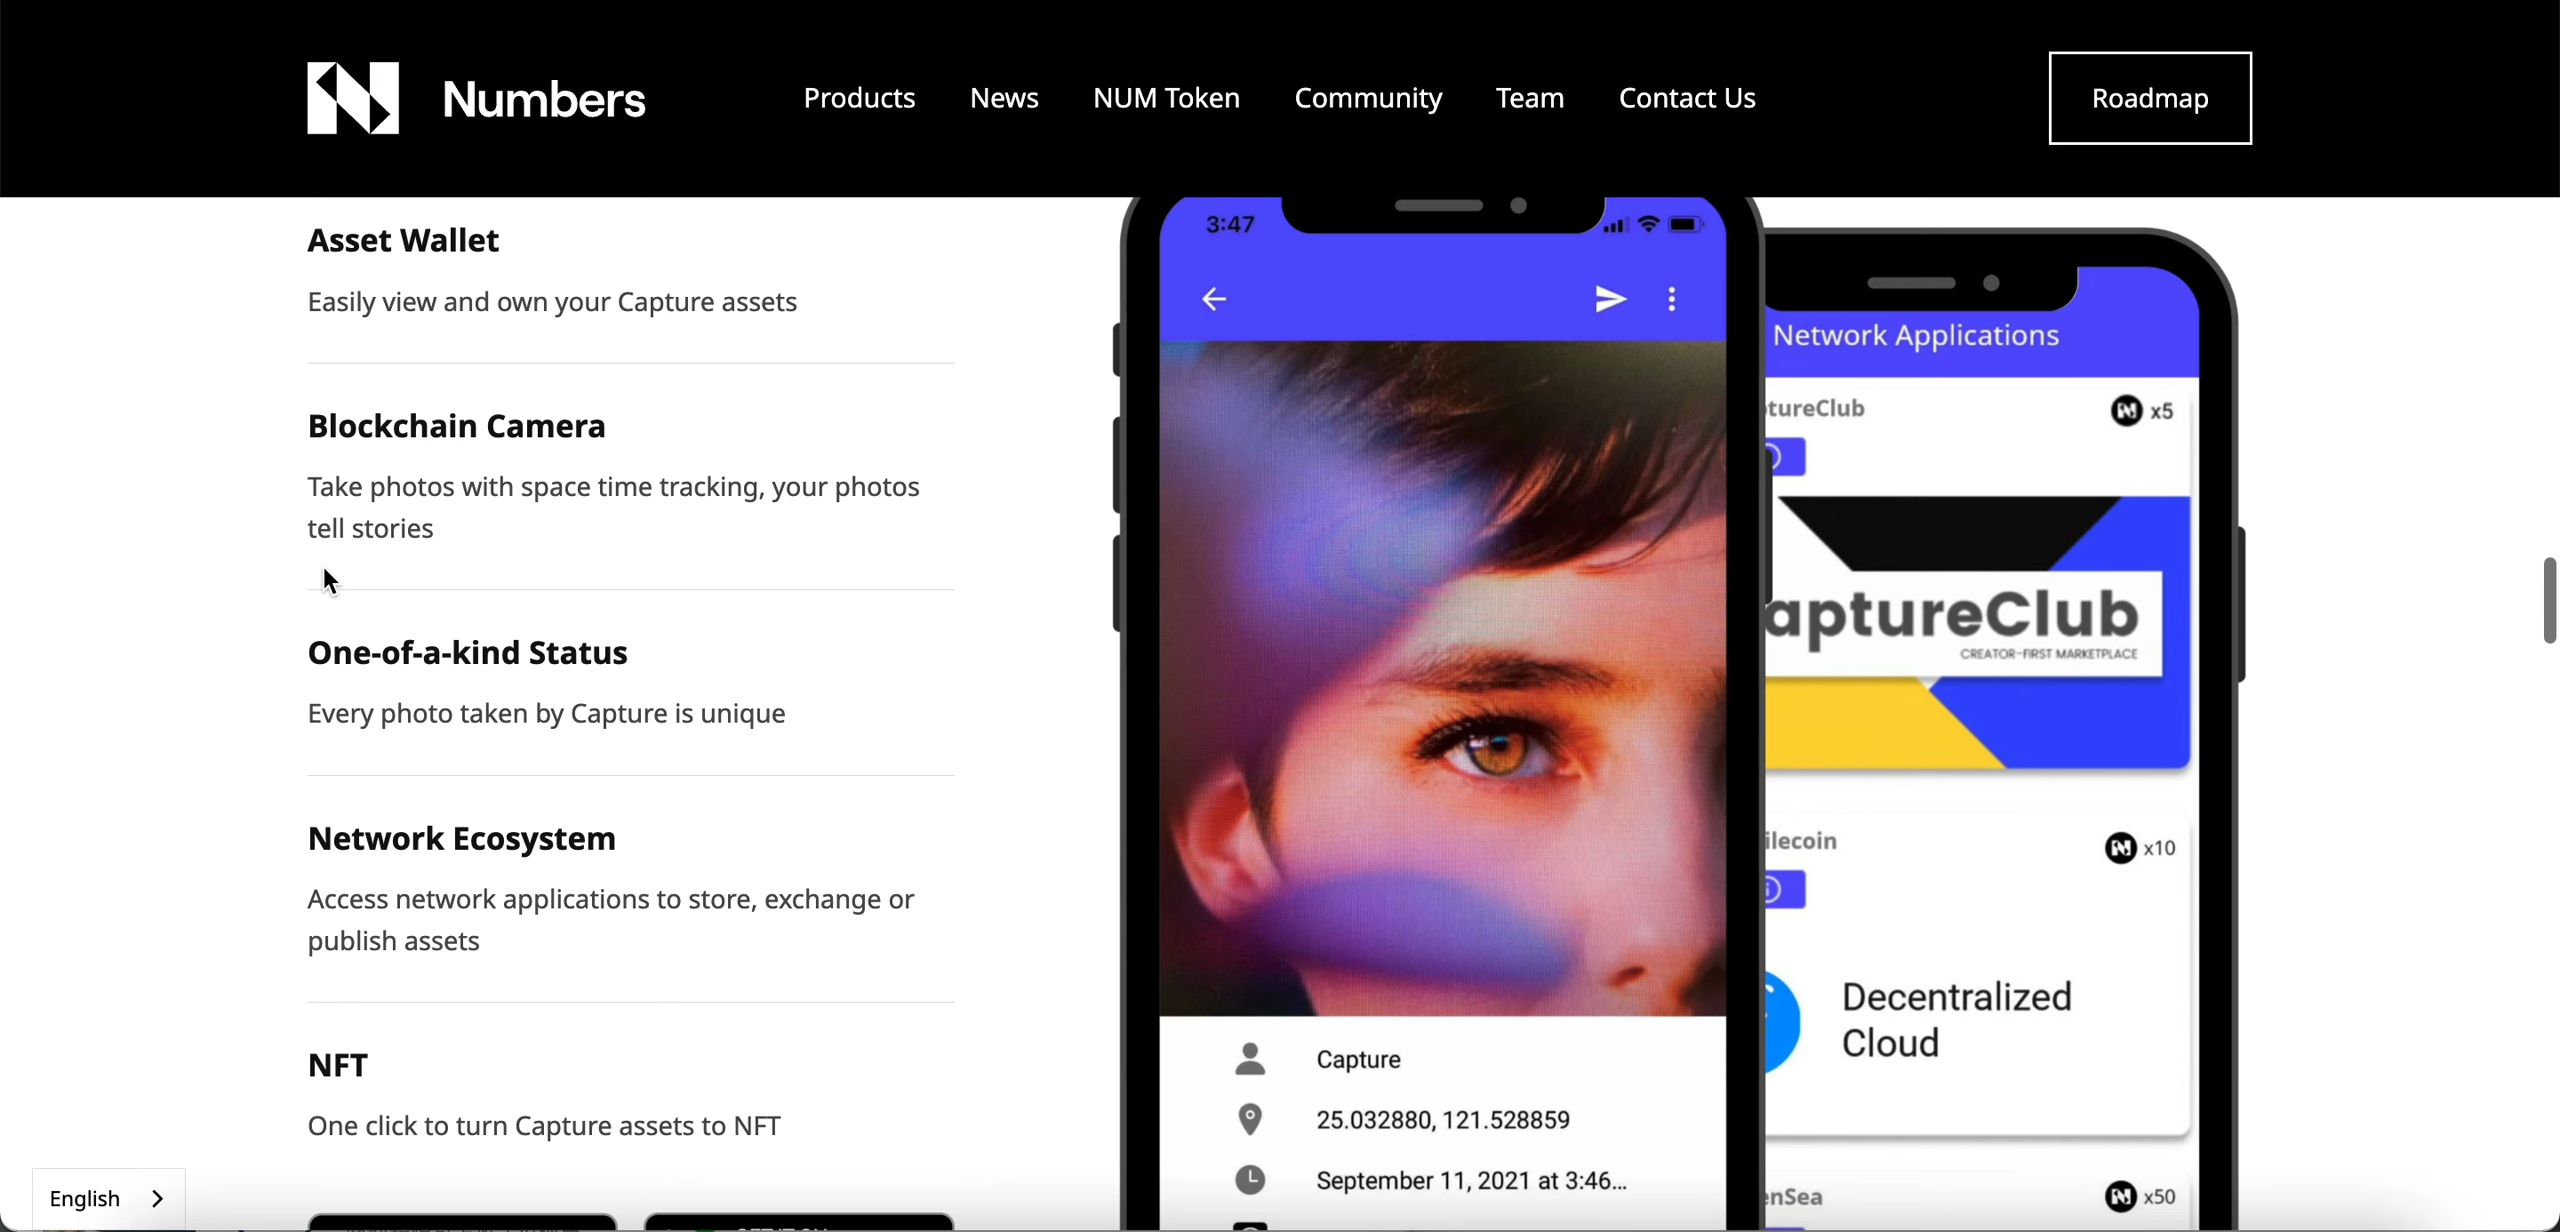 Numbers
Products
News
NUM Token
Community
Team
Contact Us
Roadmap
Asset Wallet
Easily view and own your Capture assets
Blockchain Camera
Take photos with space time tracking, your photos
tell stories
One-of-a-kind Status
Every photo taken by Capture is unique
Network Ecosystem
Access network applications to store, exchange or
publish assets
NFT
One click to turn Capture assets to NFT
English
3:47
Capture
25.032880, 121.528859
September 11, 2021 at 3:46...
Network Applications
tureClub
x5
aptureClub
CREATOR-FIRST MARKETPLACE
ilecoin
x10
Decentralized
Cloud
enSea
x50